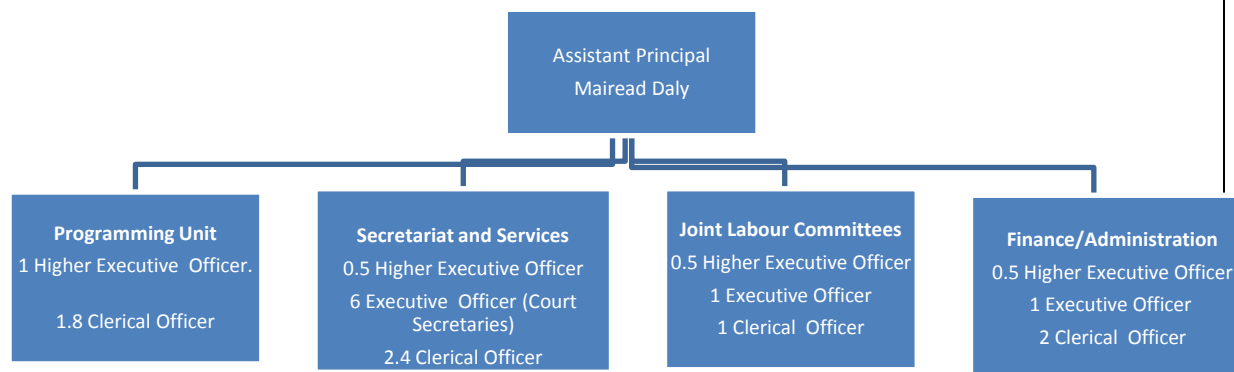 Assistant Principal
Mairead Daly
Programming Unit
1 Higher Executive Officer.
1.8 Clerical Officer
Secretariat and Services
0.5 Higher Executive Officer
6 Executive Officer (Court
Secretaries)
2.4 Clerical Officer
Joint Labour Committees
0.5 Higher Executive Officer
1 Executive Officer
1 Clerical Officer
Finance/Administration
0.5 Higher Executive Officer
1 Executive Officer
2 Clerical Officer